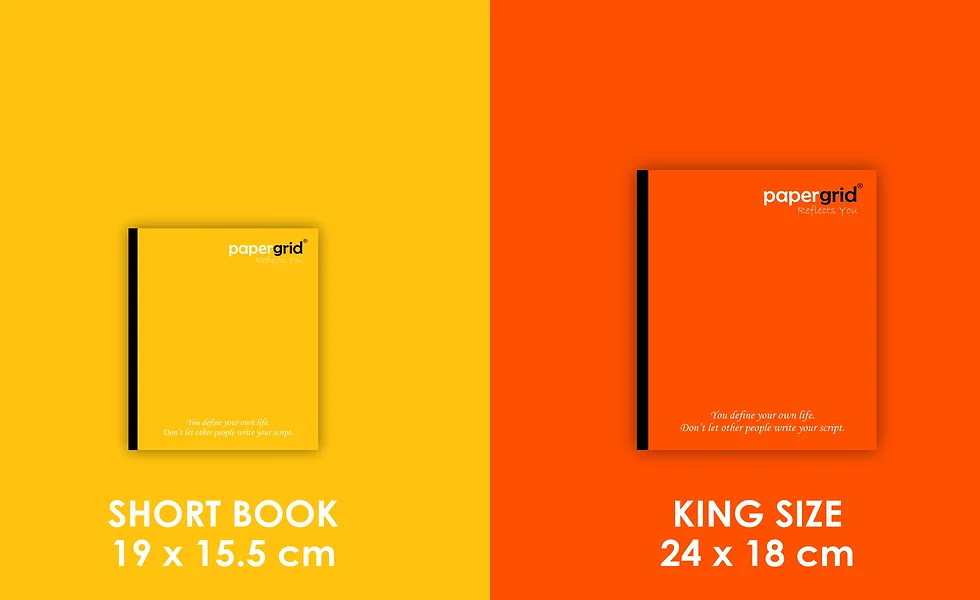 papergrid®
Reflects You
You define your own life.
Don't let other people write your script.
SHORT BOOK
19 x 15.5 cm
papergrid®
Reflects You
You define your own life.
Don't let other people write your script.
KING SIZE
24 x 18 cm